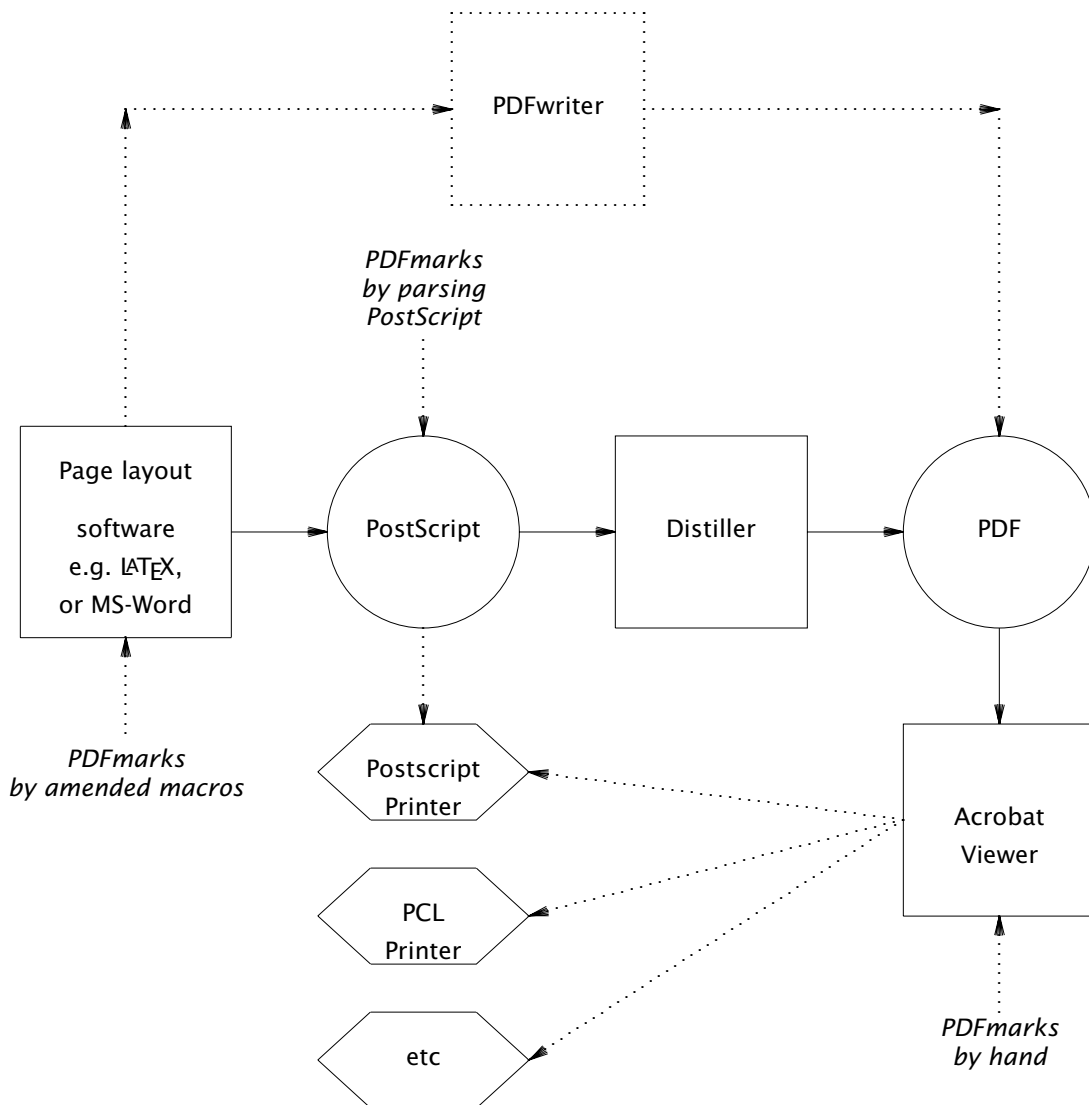 PDFwriter
PDFmarks
by parsing
PostScript
Page layout
software
e.g. LATEX,
or MS-Word
PostScript
Distiller
PDF
PDFmarks
by amended macros
Postscript
Printer
Acrobat
Viewer
PCL
Printer
etc
PDFmarks
by hand